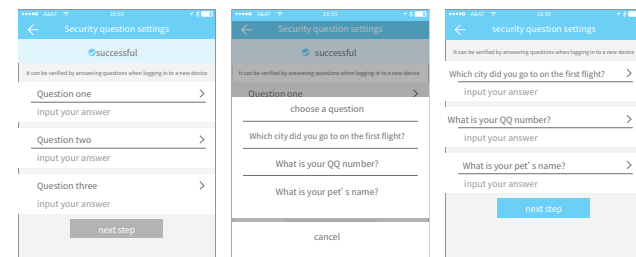 A&AT 16:59
Security question settings
successful
It can be verified by answering questions when logging in to a new device
Question one
input your answer
Question two
input your answer
Question three
input your answer
next step
A&AT 16:59
Security question settings
successful
It can be verified by answering questions when logging in to a new device
Question one
choose a question
Which city did you go to on the first flight?
What is your QQ number?
What is your pet's name?
cancel
A&AT 16:59
security question settings
It can be verified by answering questions when logging in to a new device
Which city did you go to on the first flight?
input your answer
What is your QQ number?
input your answer
What is your pet's name?
input your answer
next step